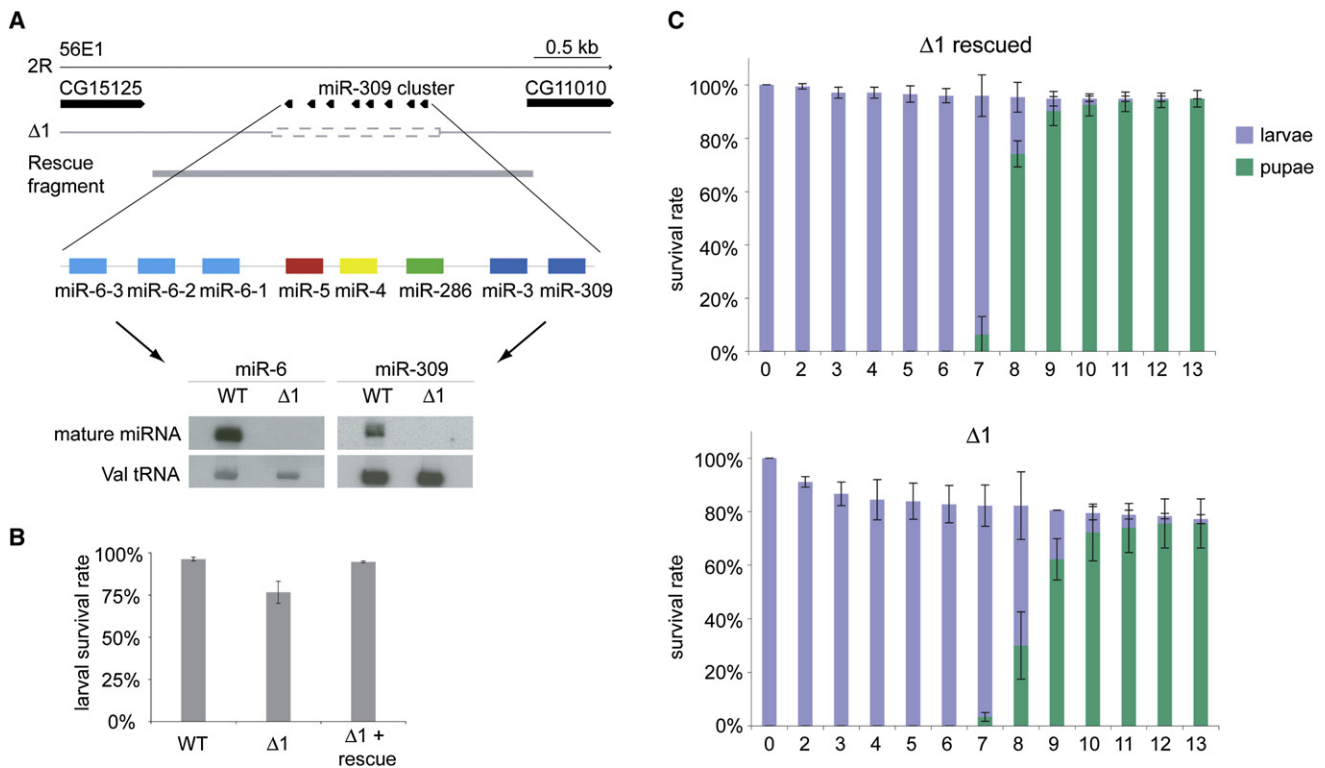 A
56E1
0.5 kb
2R
CG15125
miR-309 cluster
CG11010
Δ1
Rescue
fragment
miR-6-3 miR-6-2 miR-6-1 miR-5 miR-4 miR-286 miR-3 miR-309
miR-6 miR-309
WT Δ1 WT Δ1
mature miRNA
Val tRNA
B
larval survival rate
100%
75%
50%
25%
0%
WT Δ1 Δ1 +
rescue
C
Δ1 rescued
survival rate
100%
80%
60%
40%
20%
0%
0 2 3 4 5 6 7 8 9 10 11 12 13
larvae
pupae
Δ1
survival rate
100%
80%
60%
40%
20%
0%
0 2 3 4 5 6 7 8 9 10 11 12 13